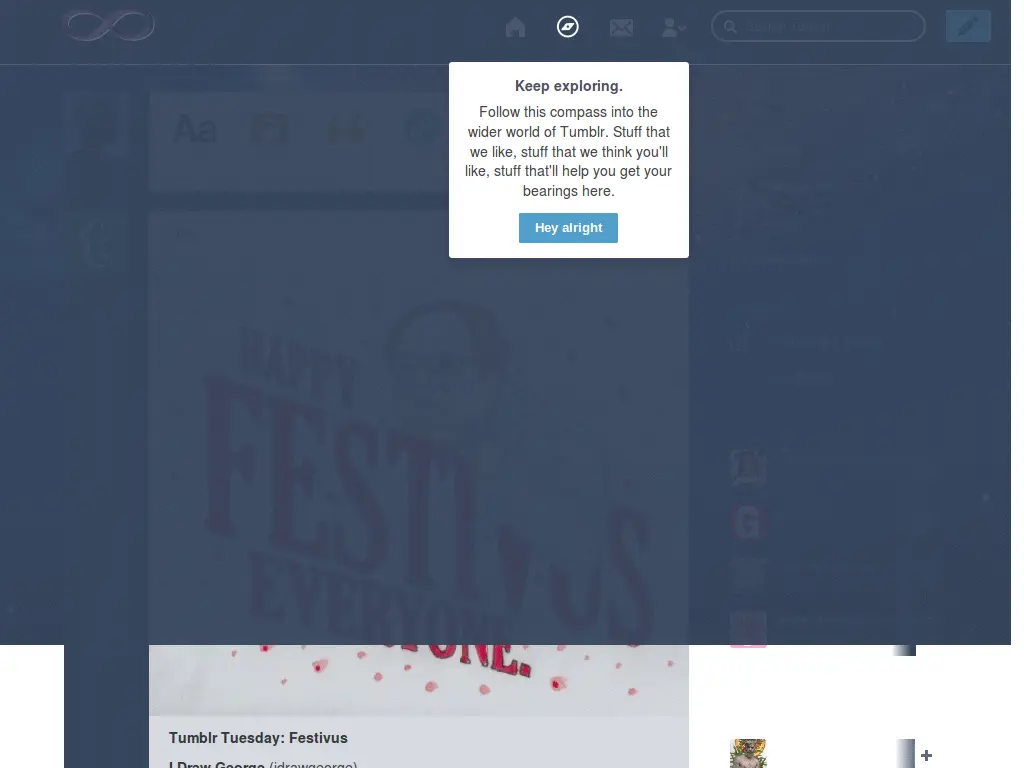 Keep exploring.
Follow this compass into the
wider world of Tumblr. Stuff that
we like, stuff that we think you'll
like, stuff that'll help you get your
bearings here.
Hey alright
Aa
HAPPY
FESTIVUS
EVERYONE.
G
Tumblr Tuesday: Festivus
I Draw George (idrawgeorge)